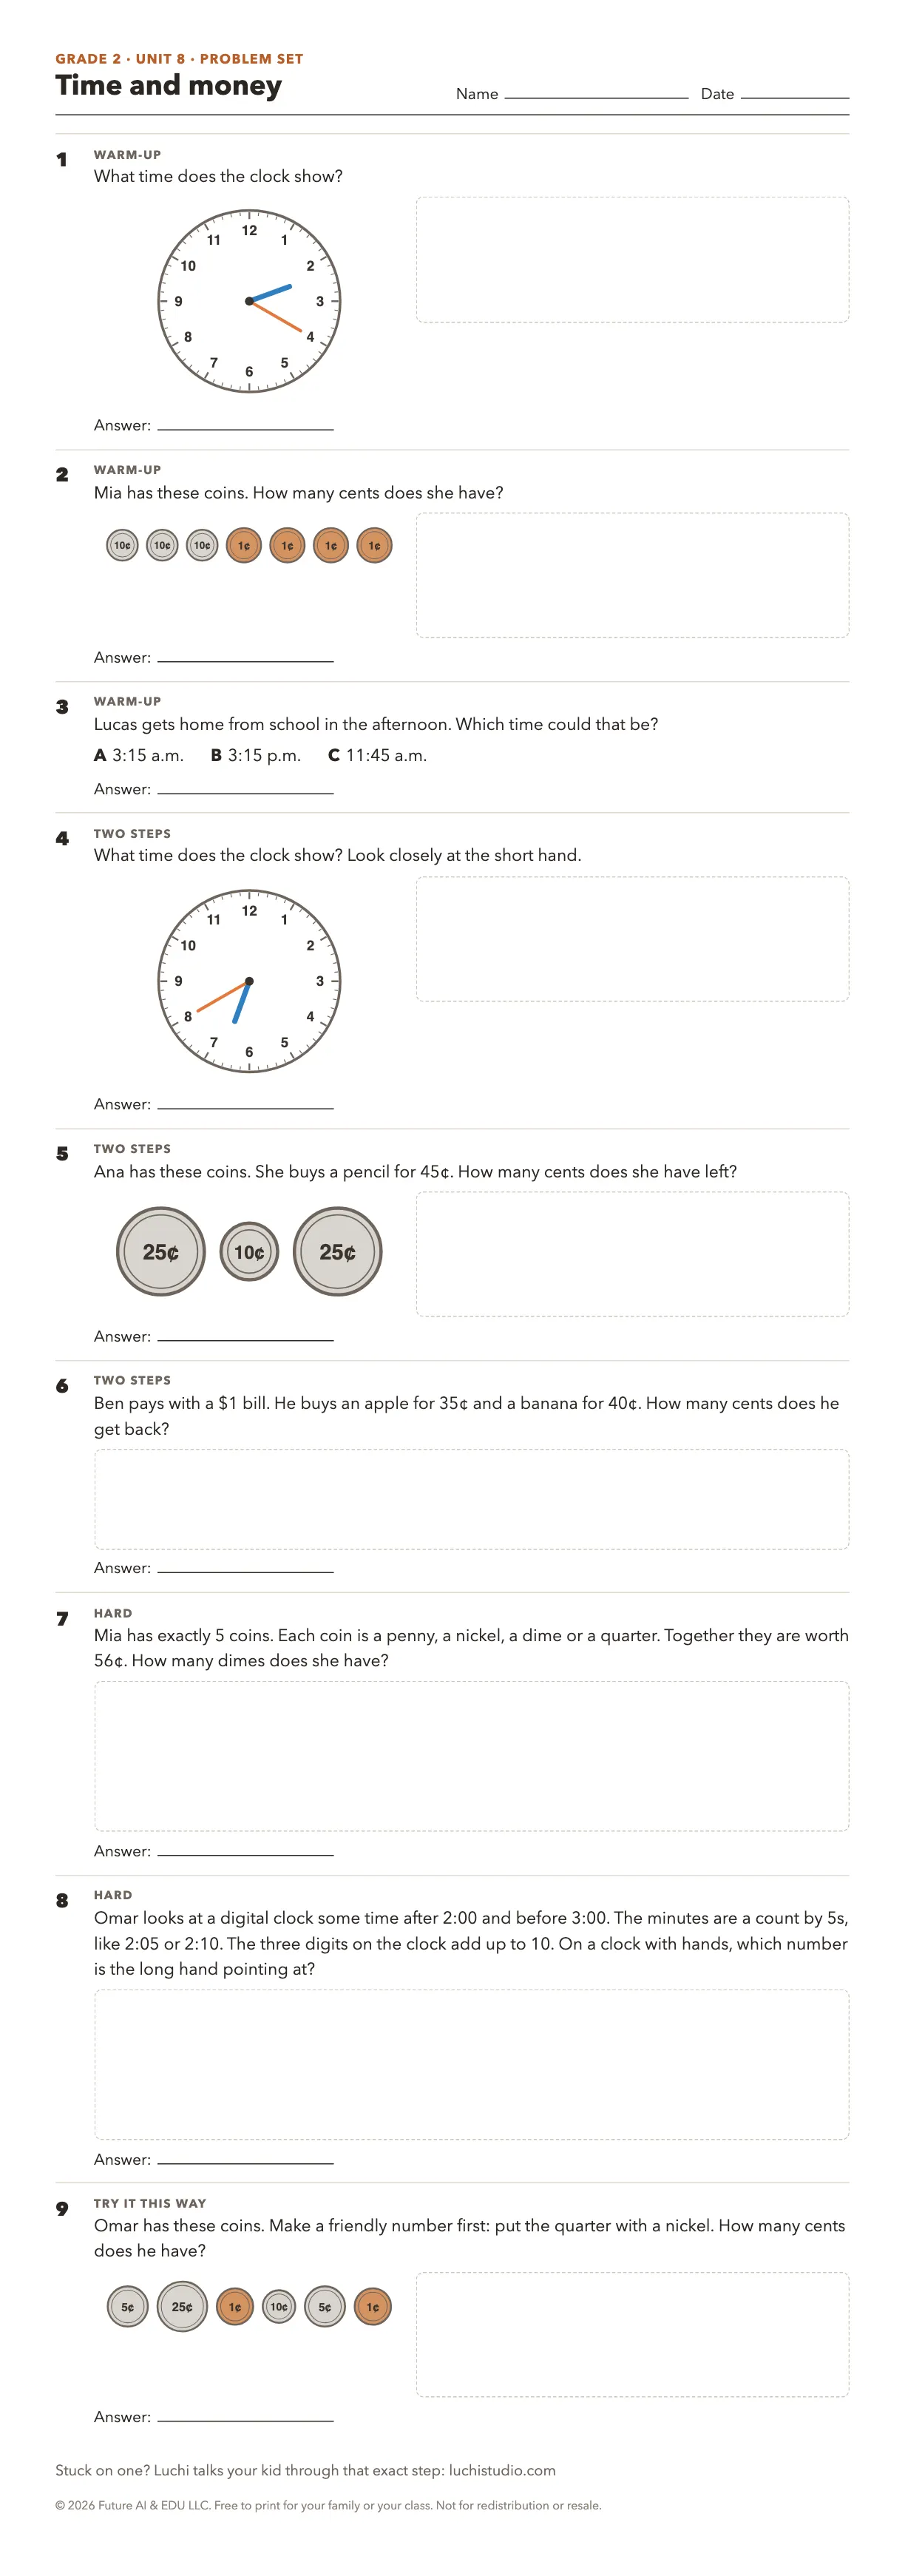 GRADE 2 · UNIT 8 · PROBLEM SET
Time and money
Name Date
1
WARM-UP
What time does the clock show?
12
11 1
10 2
9 3
8 4
7 5
6
Answer:
2
WARM-UP
Mia has these coins. How many cents does she have?
10¢ 10¢ 10¢ 1¢ 1¢ 1¢ 1¢
Answer:
3
WARM-UP
Lucas gets home from school in the afternoon. Which time could that be?
A 3:15 a.m. B 3:15 p.m. C 11:45 a.m.
Answer:
4
TWO STEPS
What time does the clock show? Look closely at the short hand.
12
11 1
10 2
9 3
8 4
7 5
6
Answer:
5
TWO STEPS
Ana has these coins. She buys a pencil for 45¢. How many cents does she have left?
25¢ 10¢ 25¢
Answer:
6
TWO STEPS
Ben pays with a $1 bill. He buys an apple for 35¢ and a banana for 40¢. How many cents does he
get back?
Answer:
7
HARD
Mia has exactly 5 coins. Each coin is a penny, a nickel, a dime or a quarter. Together they are worth
56¢. How many dimes does she have?
Answer:
8
HARD
Omar looks at a digital clock some time after 2:00 and before 3:00. The minutes are a count by 5s,
like 2:05 or 2:10. The three digits on the clock add up to 10. On a clock with hands, which number
is the long hand pointing at?
Answer:
9
TRY IT THIS WAY
Omar has these coins. Make a friendly number first: put the quarter with a nickel. How many cents
does he have?
5¢ 25¢ 1¢ 10¢ 5¢ 1¢
Answer:
Stuck on one? Luchi talks your kid through that exact step: luchistudio.com
© 2026 Future AI & EDU LLC. Free to print for your family or your class. Not for redistribution or resale.